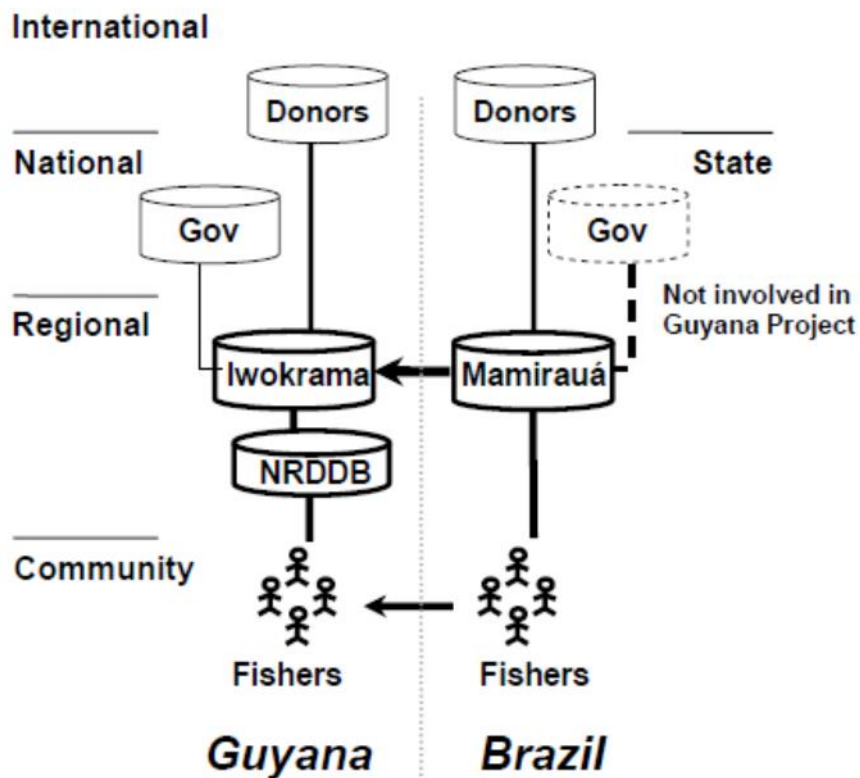 International
Donors Donors
National State
Gov Gov
Not involved in
Regional Guyana Project
Iwokrama Mamirauá
NRDDB
Community
Fishers Fishers
Guyana Brazil